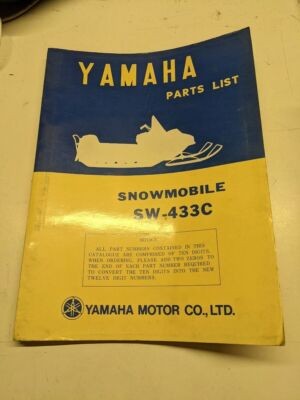 YAMAHA
PARTS LIST
SNOWMOBILE
SW-433C
NOTICE
ALL PART NUMBERS CONTAINED IN THIS
CATALOGUE ARE COMPRISED OF TEN DIGITS.
WHEN ORDERING, PLEASE ADD TWO ZEROS TO
THE END OF EACH PART NUMBER REQUIRED
TO CONVERT THE TEN DIGITS INTO THE NEW
TWELVE DIGIT NUMBERS.
YAMAHA MOTOR CO., LTD.